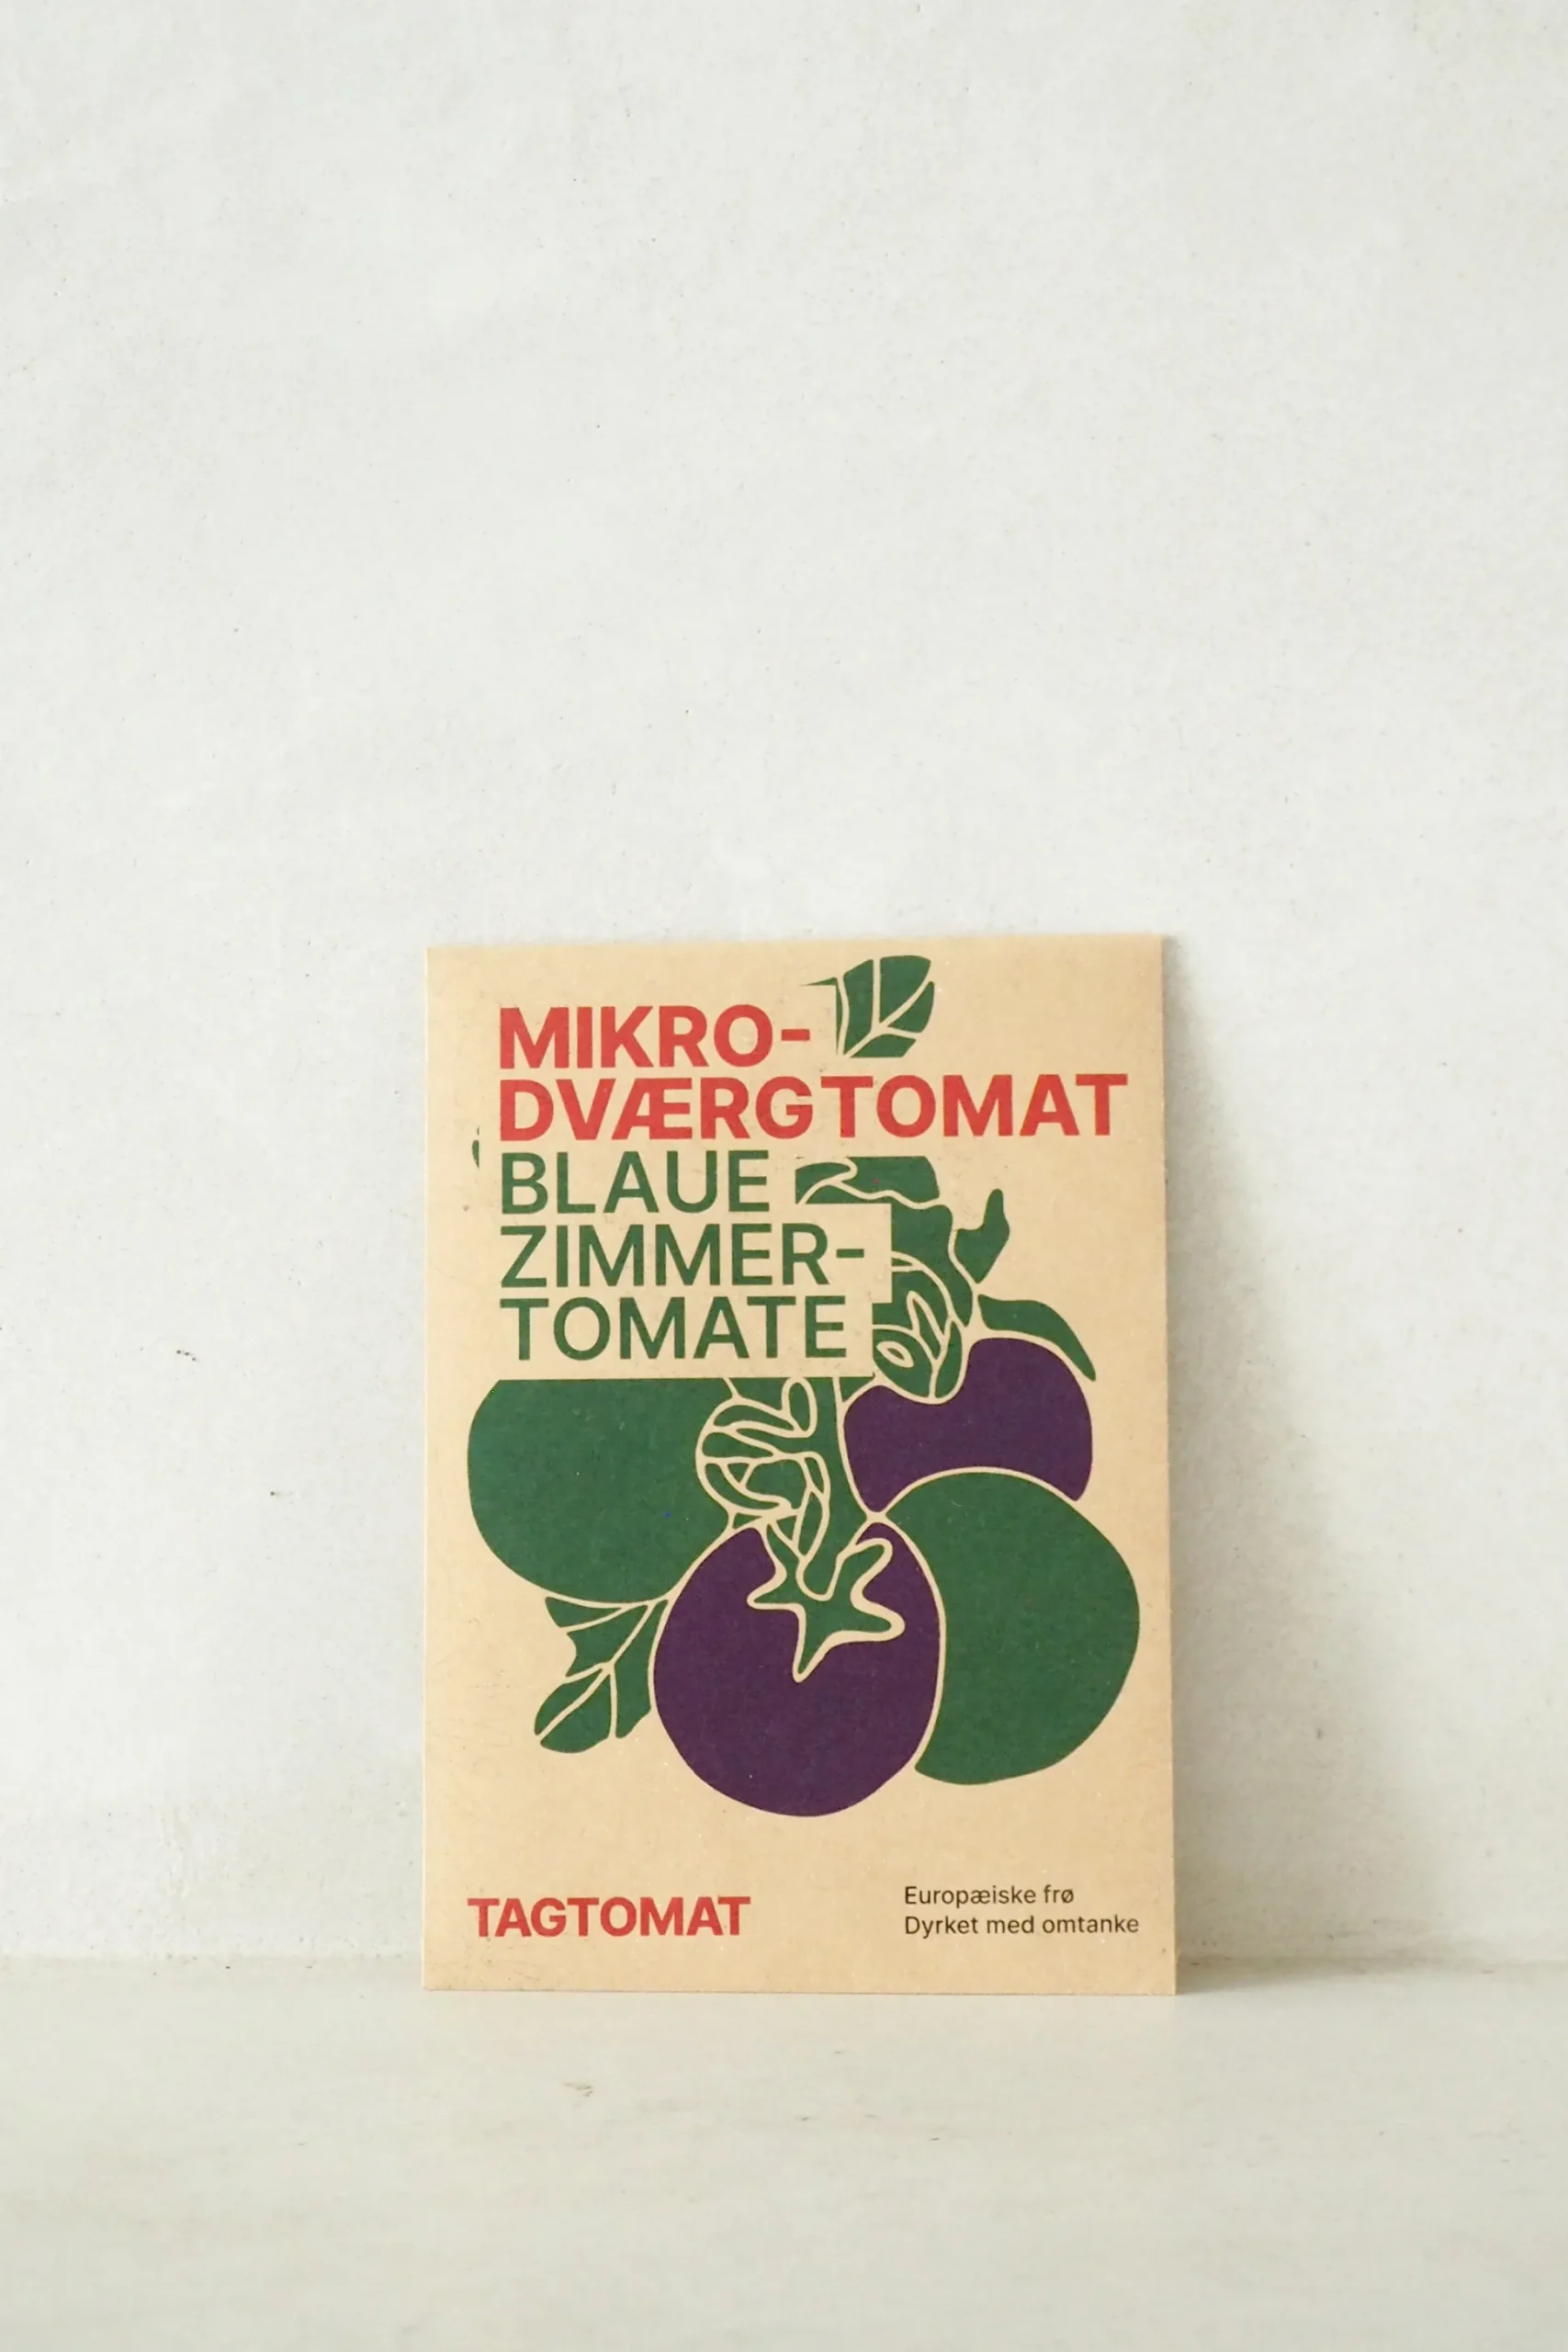 MIKRO-
DVÆRGTOMAT
BLAUE
ZIMMER-
TOMATE
TAGTOMAT
Europæiske frø
Dyrket med omtanke